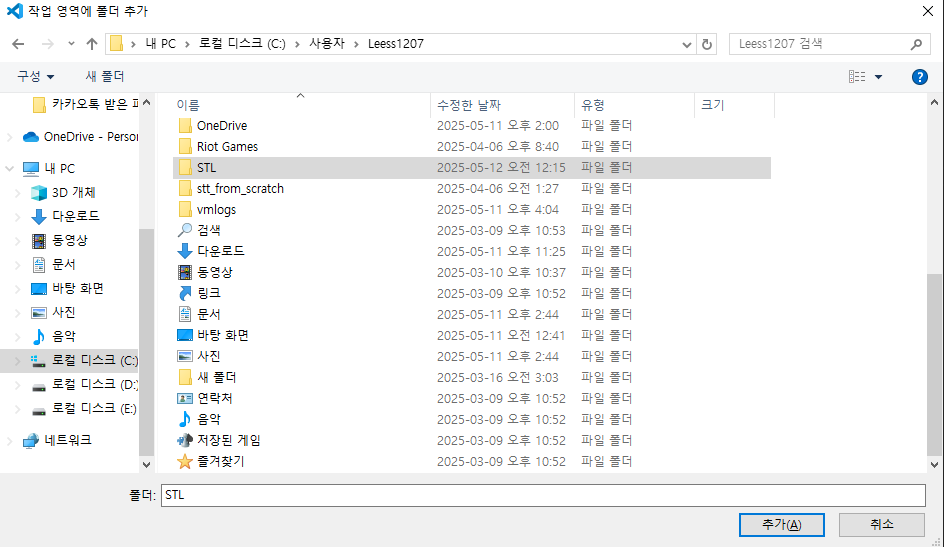 작업 영역에 폴더 추가
내 PC > 로컬 디스크 (C:) > 사용자 > Leess1207
Leess1207 검색
구성 새 폴더
이름 수정한 날짜 유형 크기
카카오톡 받은 파
OneDrive - Person
내 PC
3D 개체
다운로드
동영상
문서
바탕 화면
사진
음악
로컬 디스크 (C:)
로컬 디스크 (D:)
로컬 디스크 (E:)
네트워크
OneDrive 2025-05-11 오후 2:00 파일 폴더
Riot Games 2025-04-06 오후 8:40 파일 폴더
STL 2025-05-12 오전 12:15 파일 폴더
stt_from_scratch 2025-04-06 오전 1:27 파일 폴더
vmlogs 2025-05-11 오후 4:04 파일 폴더
검색 2025-03-09 오후 10:53 파일 폴더
다운로드 2025-05-11 오후 11:25 파일 폴더
동영상 2025-03-10 오후 10:37 파일 폴더
링크 2025-03-09 오후 10:52 파일 폴더
문서 2025-05-11 오후 2:44 파일 폴더
바탕 화면 2025-05-11 오후 12:41 파일 폴더
사진 2025-05-11 오후 2:44 파일 폴더
새 폴더 2025-03-16 오전 3:03 파일 폴더
연락처 2025-03-09 오후 10:52 파일 폴더
음악 2025-03-09 오후 10:52 파일 폴더
저장된 게임 2025-03-09 오후 10:52 파일 폴더
즐겨찾기 2025-03-09 오후 10:52 파일 폴더
폴더: STL
추가(A) 취소